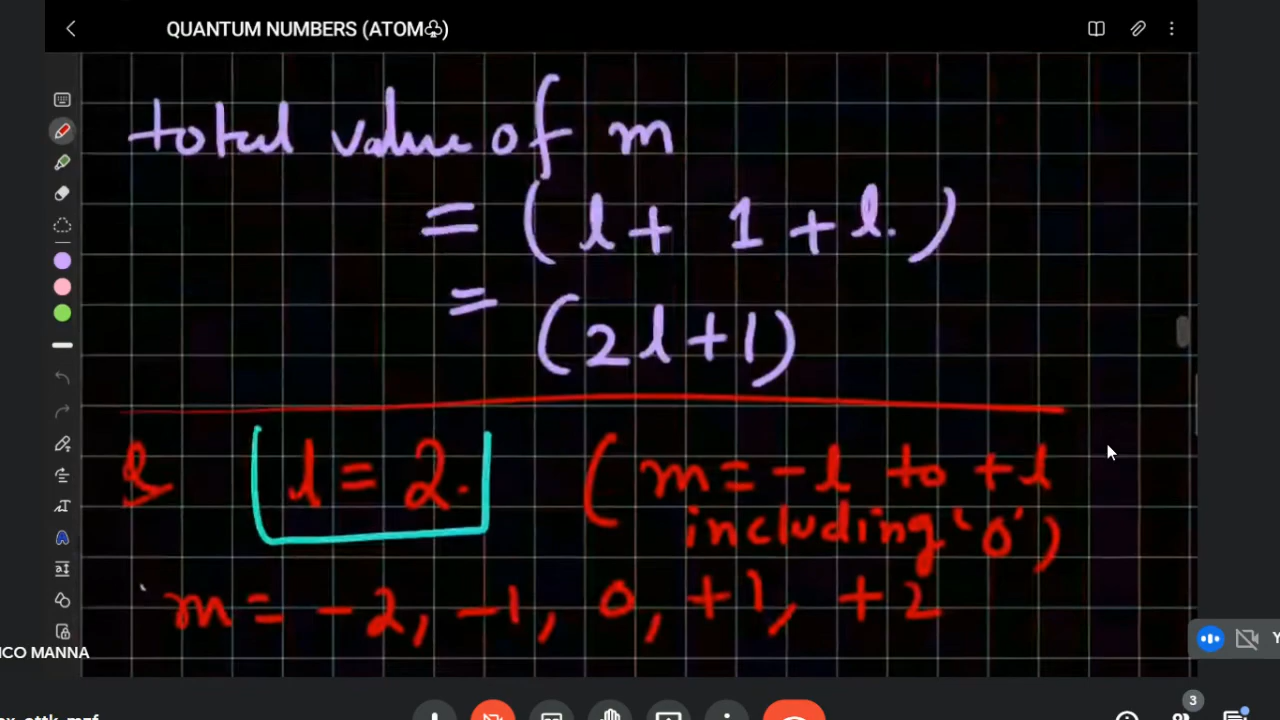 QUANTUM NUMBERS (ATOM♧)
total value of m
= (l + 1 + l.)
= (2l+1)
l = 2. (m = -l to +l
including '0')
m = -2, -1, 0, +1, +2
CO MANNA
Y
3